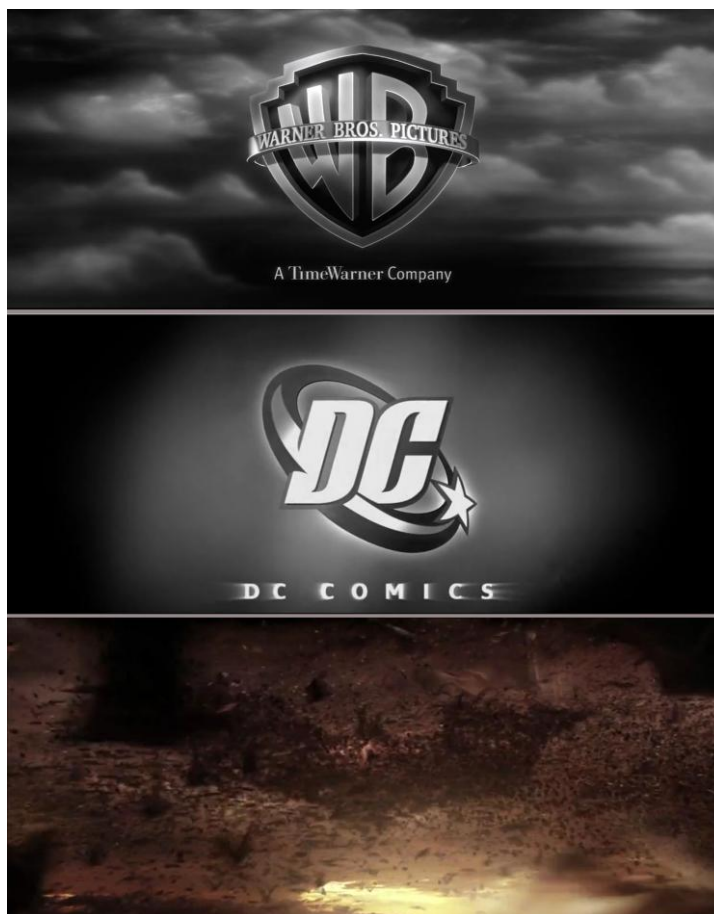 WB
WARNER BROS. PICTURES
A TimeWarner Company
DC
DC COMICS